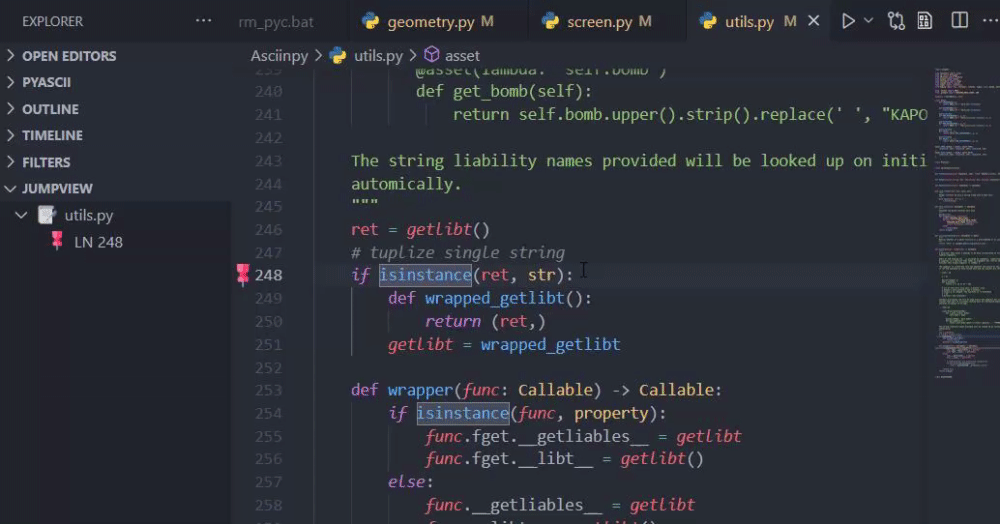 EXPLORER
rm_pyc.bat
geometry.py M
screen.py M
utils.py M
OPEN EDITORS
PYASCII
OUTLINE
TIMELINE
FILTERS
JUMPVIEW
utils.py
LN 248
Asciinpy > utils.py > asset
239 @asset(lambda: "self.bomb")
240 def get_bomb(self):
241 return self.bomb.upper().strip().replace(' ', "KAPO
242
243 The string liability names provided will be looked up on initi
244 automically.
245 """
246 ret = getlibt()
247 # tuplize single string
248 if isinstance(ret, str):
249 def wrapped_getlibt():
250 return (ret,)
251 getlibt = wrapped_getlibt
252
253 def wrapper(func: Callable) -> Callable:
254 if isinstance(func, property):
255 func.fget.__getliables__ = getlibt
256 func.fget.__libt__ = getlibt()
257 else:
258 func.__getliables__ = getlibt